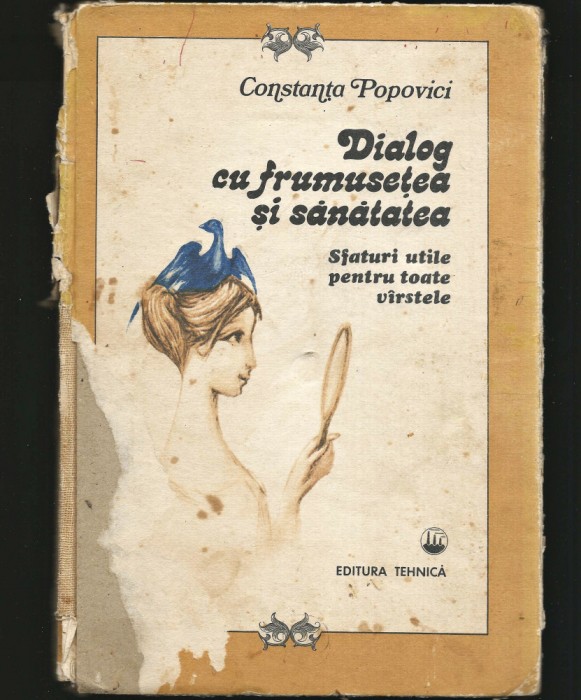 Constanța Popovici
Dialog
cu frumusețea
și sănătatea
Sfaturi utile
pentru toate
vîrstele
EDITURA TEHNICĂ